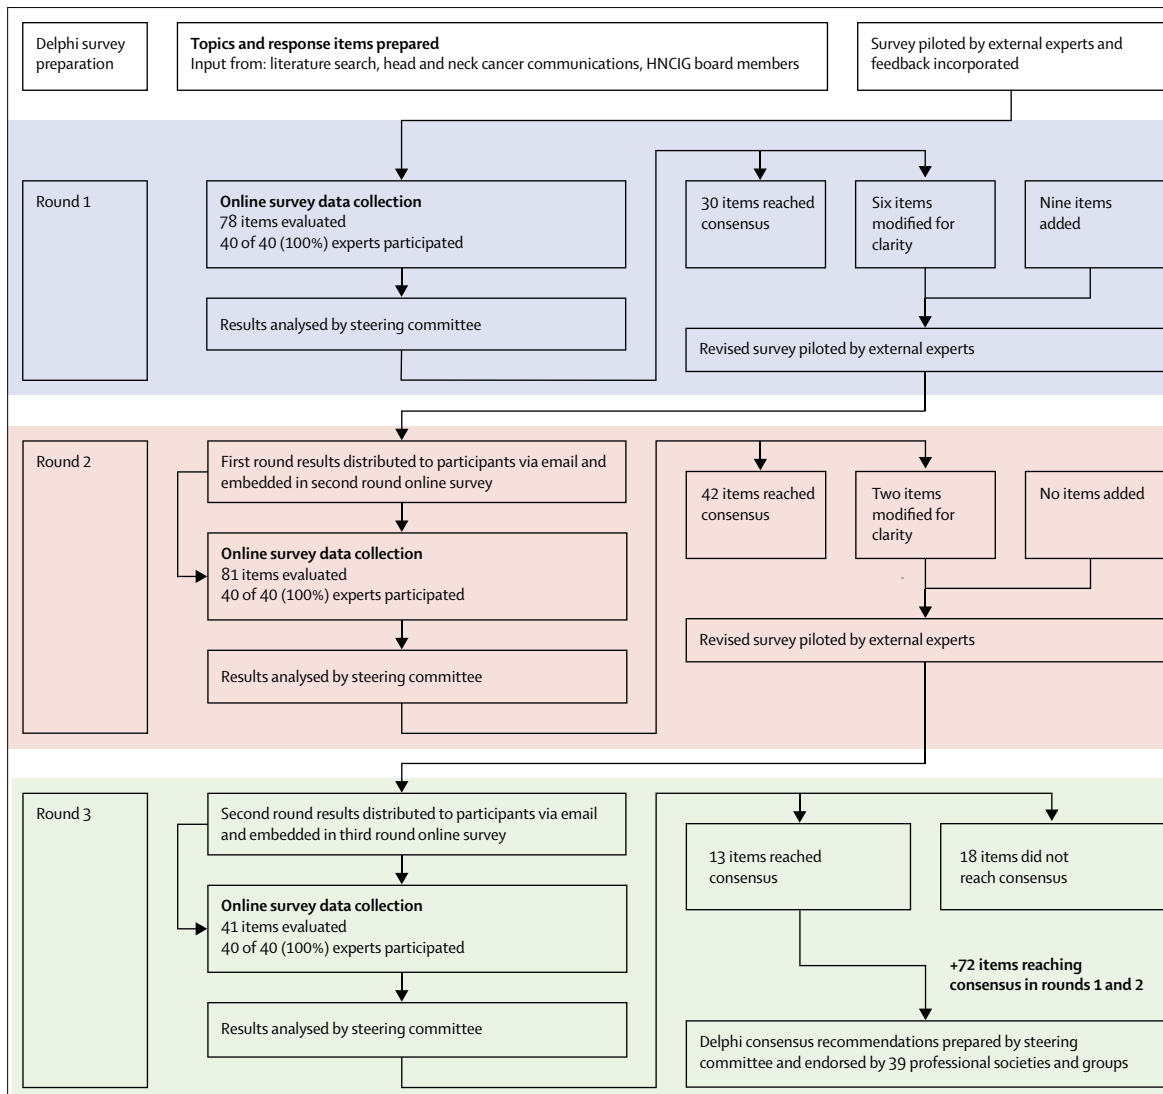 Delphi survey
preparation
Topics and response items prepared
Input from: literature search, head and neck cancer communications, HNCIG board members
Survey piloted by external experts and
feedback incorporated
Round 1
Online survey data collection
78 items evaluated
40 of 40 (100%) experts participated
Results analysed by steering committee
30 items reached
consensus
Six items
modified for
clarity
Nine items
added
Revised survey piloted by external experts
Round 2
First round results distributed to participants via email and
embedded in second round online survey
Online survey data collection
81 items evaluated
40 of 40 (100%) experts participated
Results analysed by steering committee
42 items reached
consensus
Two items
modified for
clarity
No items added
Revised survey piloted by external experts
Round 3
Second round results distributed to participants via email
and embedded in third round online survey
Online survey data collection
41 items evaluated
40 of 40 (100%) experts participated
Results analysed by steering committee
13 items reached
consensus
18 items did not
reach consensus
+72 items reaching
consensus in rounds 1 and 2
Delphi consensus recommendations prepared by steering
committee and endorsed by 39 professional societies and groups